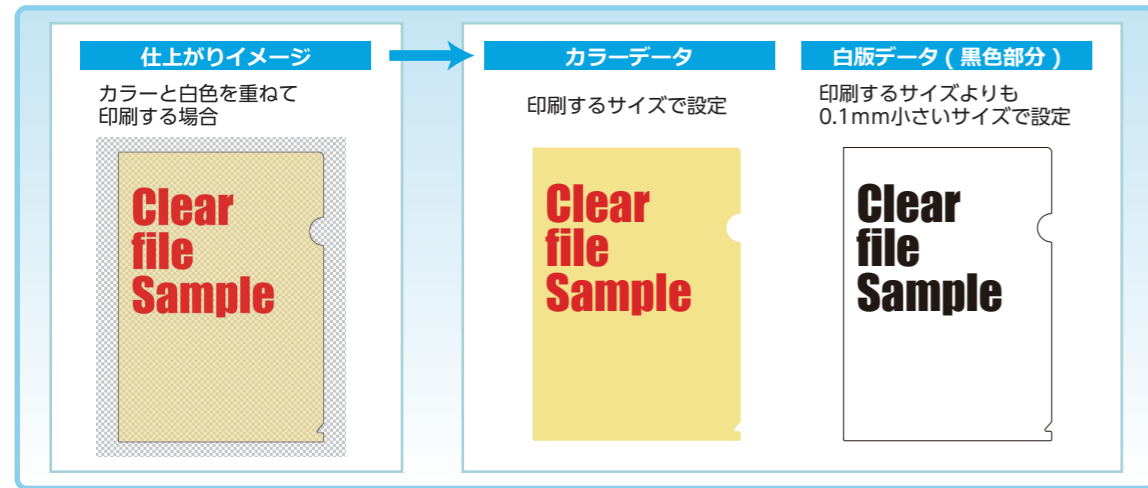 仕上がりイメージ
カラーと白色を重ねて
印刷する場合
Clear
file
Sample
カラーデータ
印刷するサイズで設定
Clear
file
Sample
白版データ ( 黒色部分 )
印刷するサイズよりも
0.1mm小さいサイズで設定
Clear
file
Sample